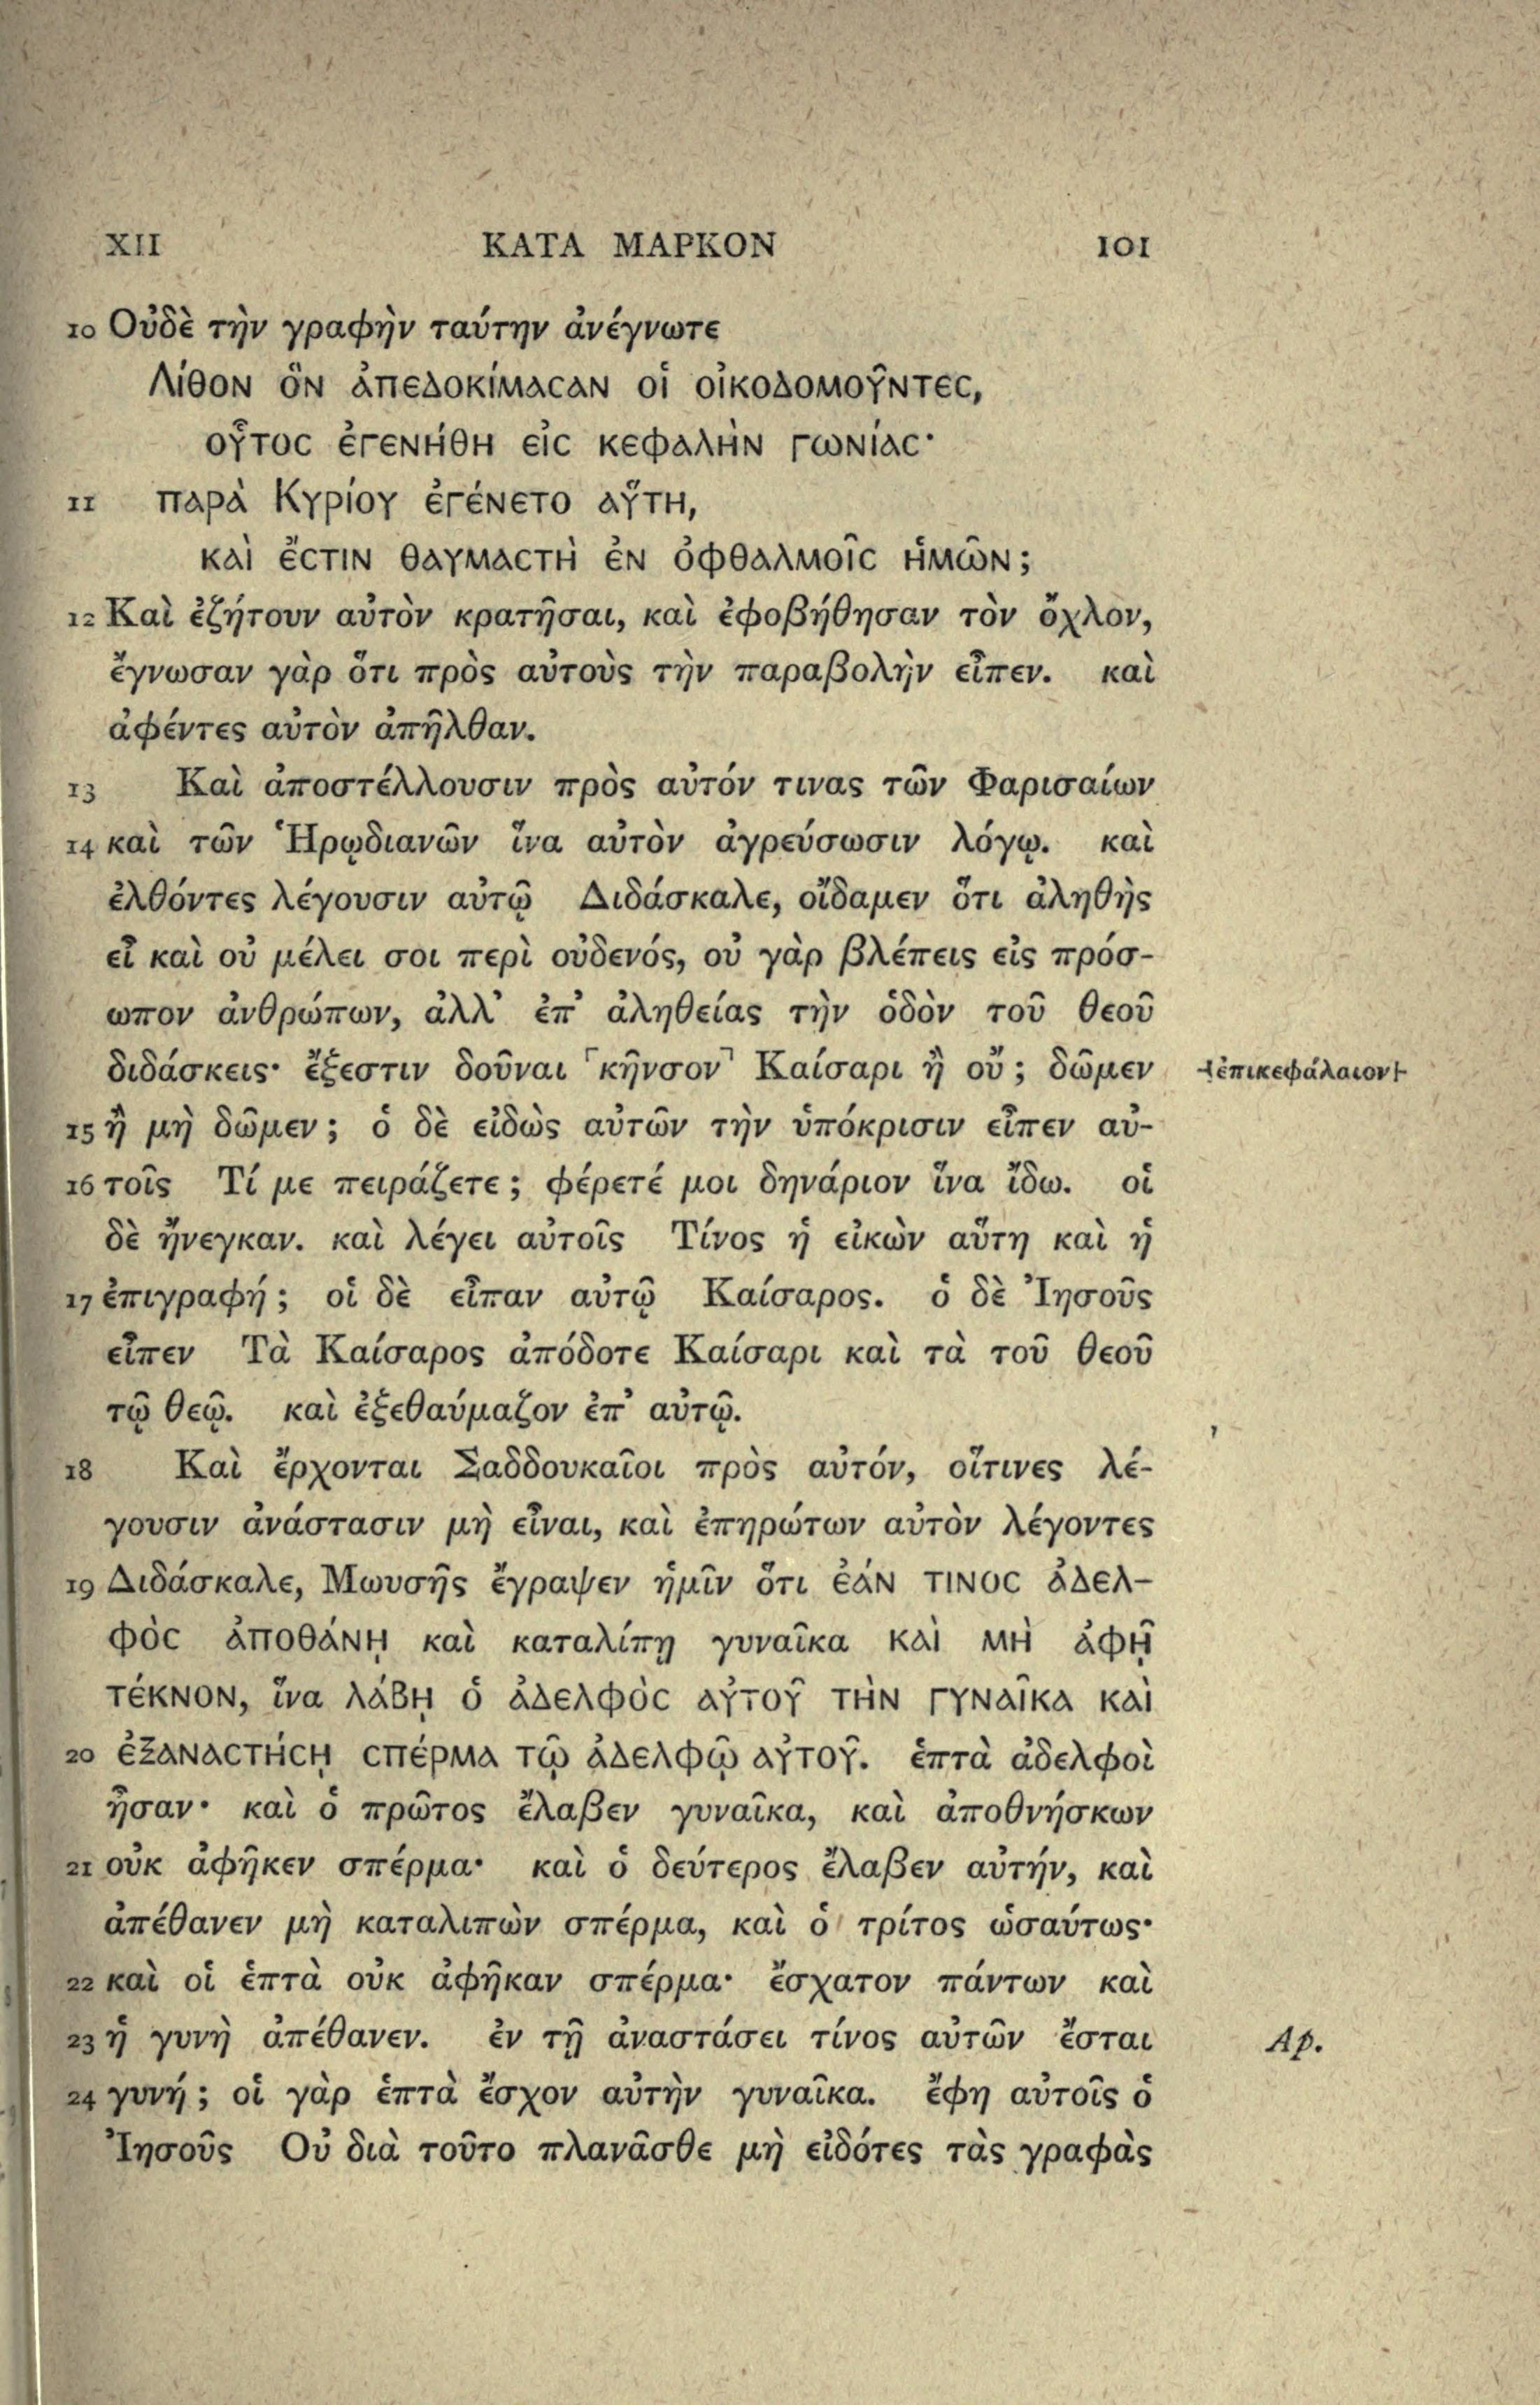 XII ΚΑΤΑ ΜΑΡΚΟΝ 101
10 Οὐδὲ τὴν γραφὴν ταύτην ἀνέγνωτε
Λίθον ὃν ἀπεδοκίμαϲαν οἱ οἰκοδομοῦντεϲ,
οὗτοϲ ἐγενήθη εἰϲ κεφαλὴν γωνίαϲ·
11 παρὰ Κυρίου ἐγένετο αὕτη,
καὶ ἔϲτιν θαυμαϲτὴ ἐν ὀφθαλμοῖϲ ἡμῶν;
12 Καὶ ἐζήτουν αὐτὸν κρατῆσαι, καὶ ἐφοβήθησαν τὸν ὄχλον,
ἔγνωσαν γὰρ ὅτι πρὸς αὐτοὺς τὴν παραβολὴν εἶπεν. καὶ
ἀφέντες αὐτὸν ἀπῆλθαν.
13 Καὶ ἀποστέλλουσιν πρὸς αὐτόν τινας τῶν Φαρισαίων
14 καὶ τῶν Ἡρῳδιανῶν ἵνα αὐτὸν ἀγρεύσωσιν λόγῳ. καὶ
ἐλθόντες λέγουσιν αὐτῷ Διδάσκαλε, οἴδαμεν ὅτι ἀληθὴς
εἶ καὶ οὐ μέλει σοι περὶ οὐδενός, οὐ γὰρ βλέπεις εἰς πρόσ-
ωπον ἀνθρώπων, ἀλλ’ ἐπ’ ἀληθείας τὴν ὁδὸν τοῦ θεοῦ
διδάσκεις· ἔξεστιν δοῦναι ⌜κῆνσον⌝ Καίσαρι ἢ οὔ; δῶμεν ⊣ἐπικεφάλαιον⊢
15 ἢ μὴ δῶμεν; ὁ δὲ εἰδὼς αὐτῶν τὴν ὑπόκρισιν εἶπεν αὐ-
16 τοῖς Τί με πειράζετε; φέρετέ μοι δηνάριον ἵνα ἴδω. οἱ
δὲ ἤνεγκαν. καὶ λέγει αὐτοῖς Τίνος ἡ εἰκὼν αὕτη καὶ ἡ
17 ἐπιγραφή; οἱ δὲ εἶπαν αὐτῷ Καίσαρος. ὁ δὲ Ἰησοῦς
εἶπεν Τὰ Καίσαρος ἀπόδοτε Καίσαρι καὶ τὰ τοῦ θεοῦ
τῷ θεῷ. καὶ ἐξεθαύμαζον ἐπ’ αὐτῷ.
18 Καὶ ἔρχονται Σαδδουκαῖοι πρὸς αὐτόν, οἵτινες λέ-
γουσιν ἀνάστασιν μὴ εἶναι, καὶ ἐπηρώτων αὐτὸν λέγοντες
19 Διδάσκαλε, Μωυσῆς ἔγραψεν ἡμῖν ὅτι ἐάν τινοϲ ἀδελ-
φὸϲ ἀποθάνῃ καὶ καταλίπῃ γυναῖκα καὶ μὴ ἀφῇ
τέκνον, ἵνα λάβῃ ὁ ἀδελφὸϲ αὐτοῦ τὴν γυναῖκα καὶ
20 ἐξαναϲτήϲῃ ϲπέρμα τῷ ἀδελφῷ αὐτοῦ. ἑπτὰ ἀδελφοὶ
ἦσαν· καὶ ὁ πρῶτος ἔλαβεν γυναῖκα, καὶ ἀποθνήσκων
21 οὐκ ἀφῆκεν σπέρμα· καὶ ὁ δεύτερος ἔλαβεν αὐτήν, καὶ
ἀπέθανεν μὴ καταλιπὼν σπέρμα, καὶ ὁ τρίτος ὡσαύτως·
22 καὶ οἱ ἑπτὰ οὐκ ἀφῆκαν σπέρμα· ἔσχατον πάντων καὶ
23 ἡ γυνὴ ἀπέθανεν. ἐν τῇ ἀναστάσει τίνος αὐτῶν ἔσται Ap.
24 γυνή; οἱ γὰρ ἑπτὰ ἔσχον αὐτὴν γυναῖκα. ἔφη αὐτοῖς ὁ
Ἰησοῦς Οὐ διὰ τοῦτο πλανᾶσθε μὴ εἰδότες τὰς γραφὰς